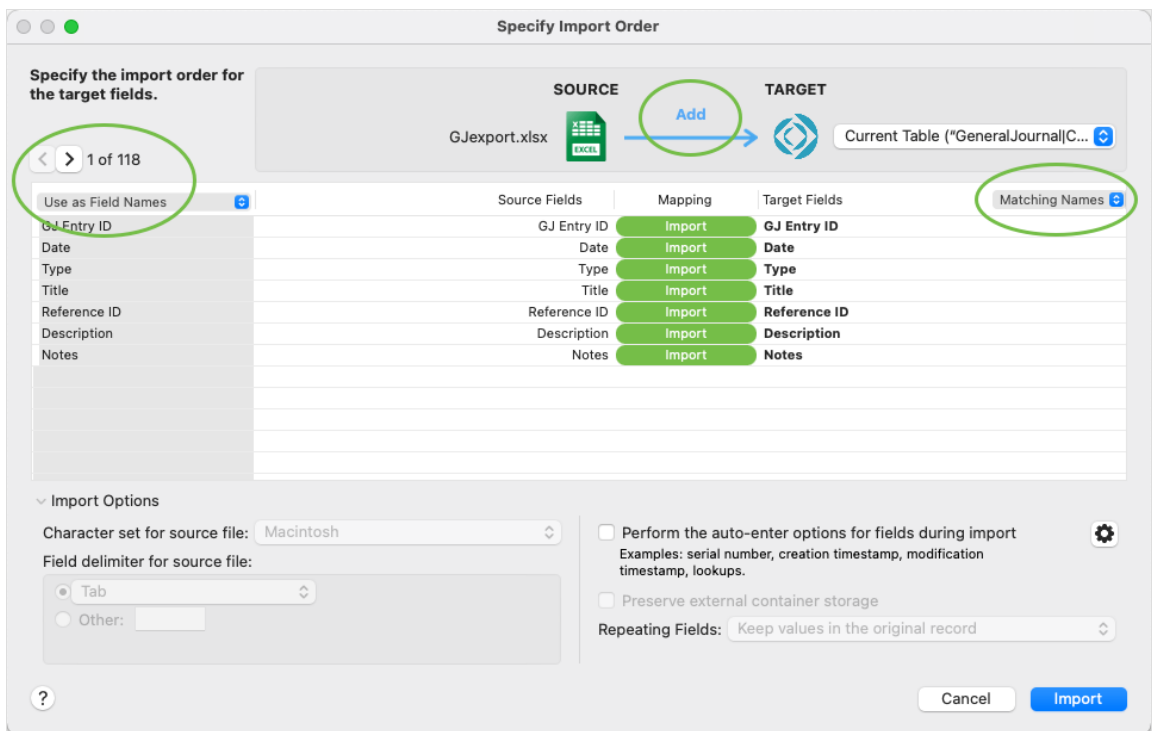 Specify Import Order
Specify the import order for
the target fields.
SOURCE
Add
TARGET
GJexport.xlsx
EXCEL
Current Table ("GeneralJournal|C...
1 of 118
Use as Field Names
Source Fields
Mapping
Target Fields
Matching Names
GJ Entry ID GJ Entry ID Import GJ Entry ID
Date Date Import Date
Type Type Import Type
Title Title Import Title
Reference ID Reference ID Import Reference ID
Description Description Import Description
Notes Notes Import Notes
Import Options
Character set for source file: Macintosh
Field delimiter for source file:
Tab
Other:
Perform the auto-enter options for fields during import
Examples: serial number, creation timestamp, modification
timestamp, lookups.
Preserve external container storage
Repeating Fields: Keep values in the original record
?
Cancel
Import